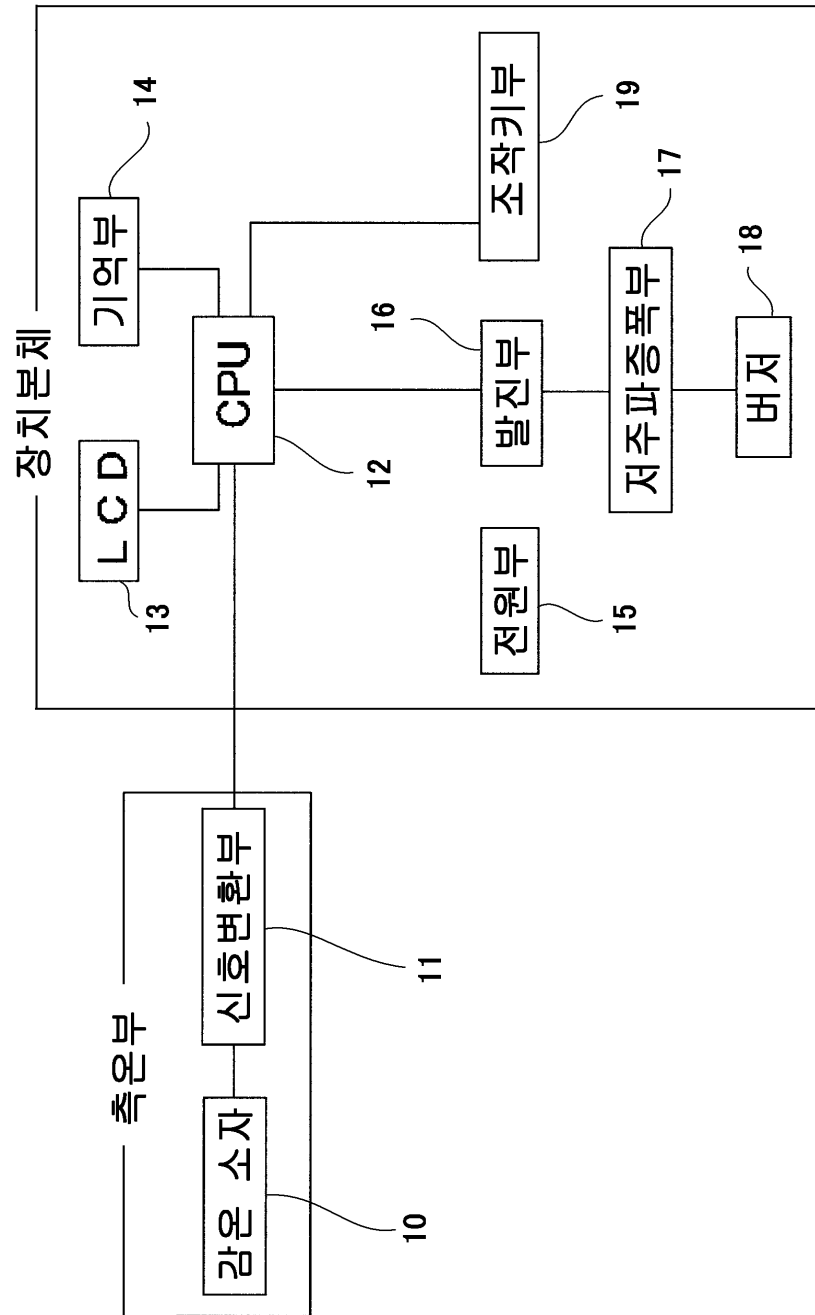 측온부
감온 소자
10
신호변환부
11
장치본체
LCD
13
기억부
14
CPU
12
전원부
15
발진부
16
조작키부
19
저주파증폭부
17
버저
18